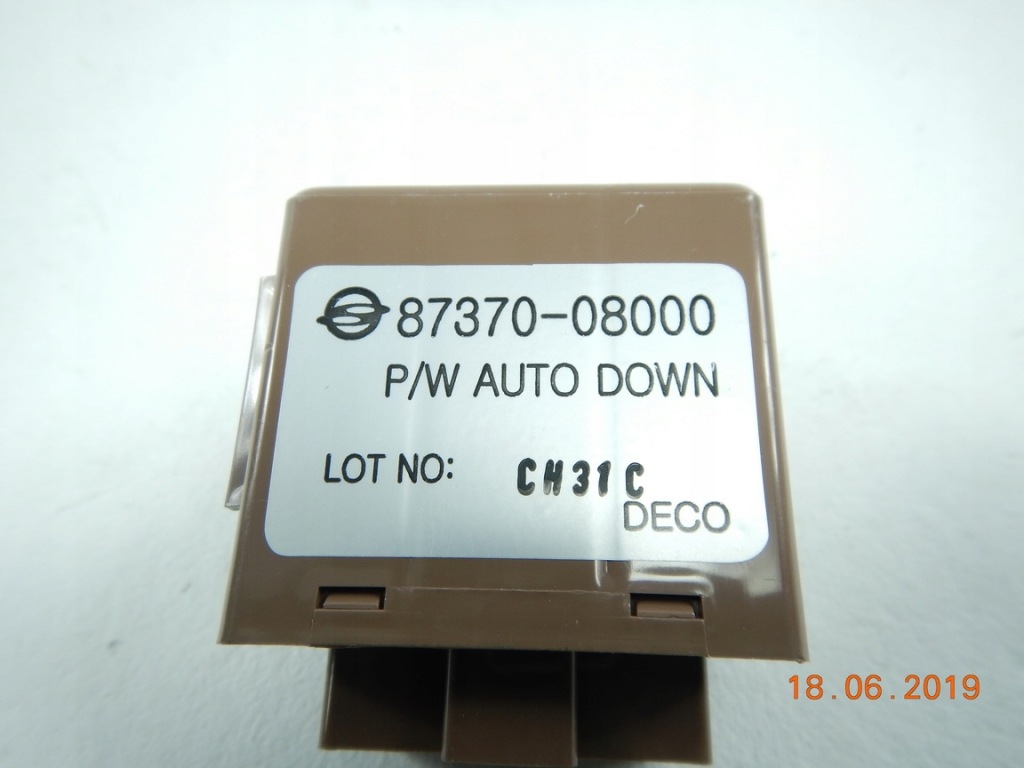 87370-08000
P/W AUTO DOWN
LOT NO: CH31C
DECO
18.06.2019